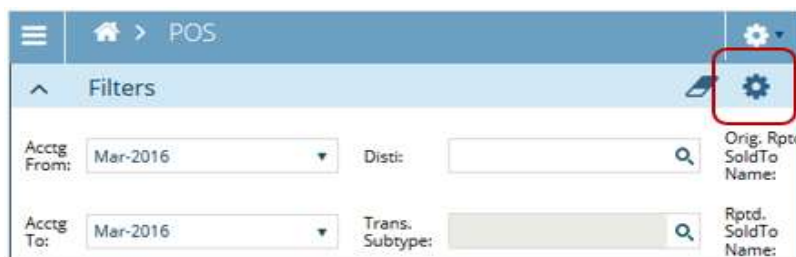 POS
Filters
Acctg
From:
Mar-2016
Disti:
Orig. Rpt
SoldTo
Name:
Acctg
To:
Mar-2016
Trans.
Subtype:
Rptd.
SoldTo
Name: